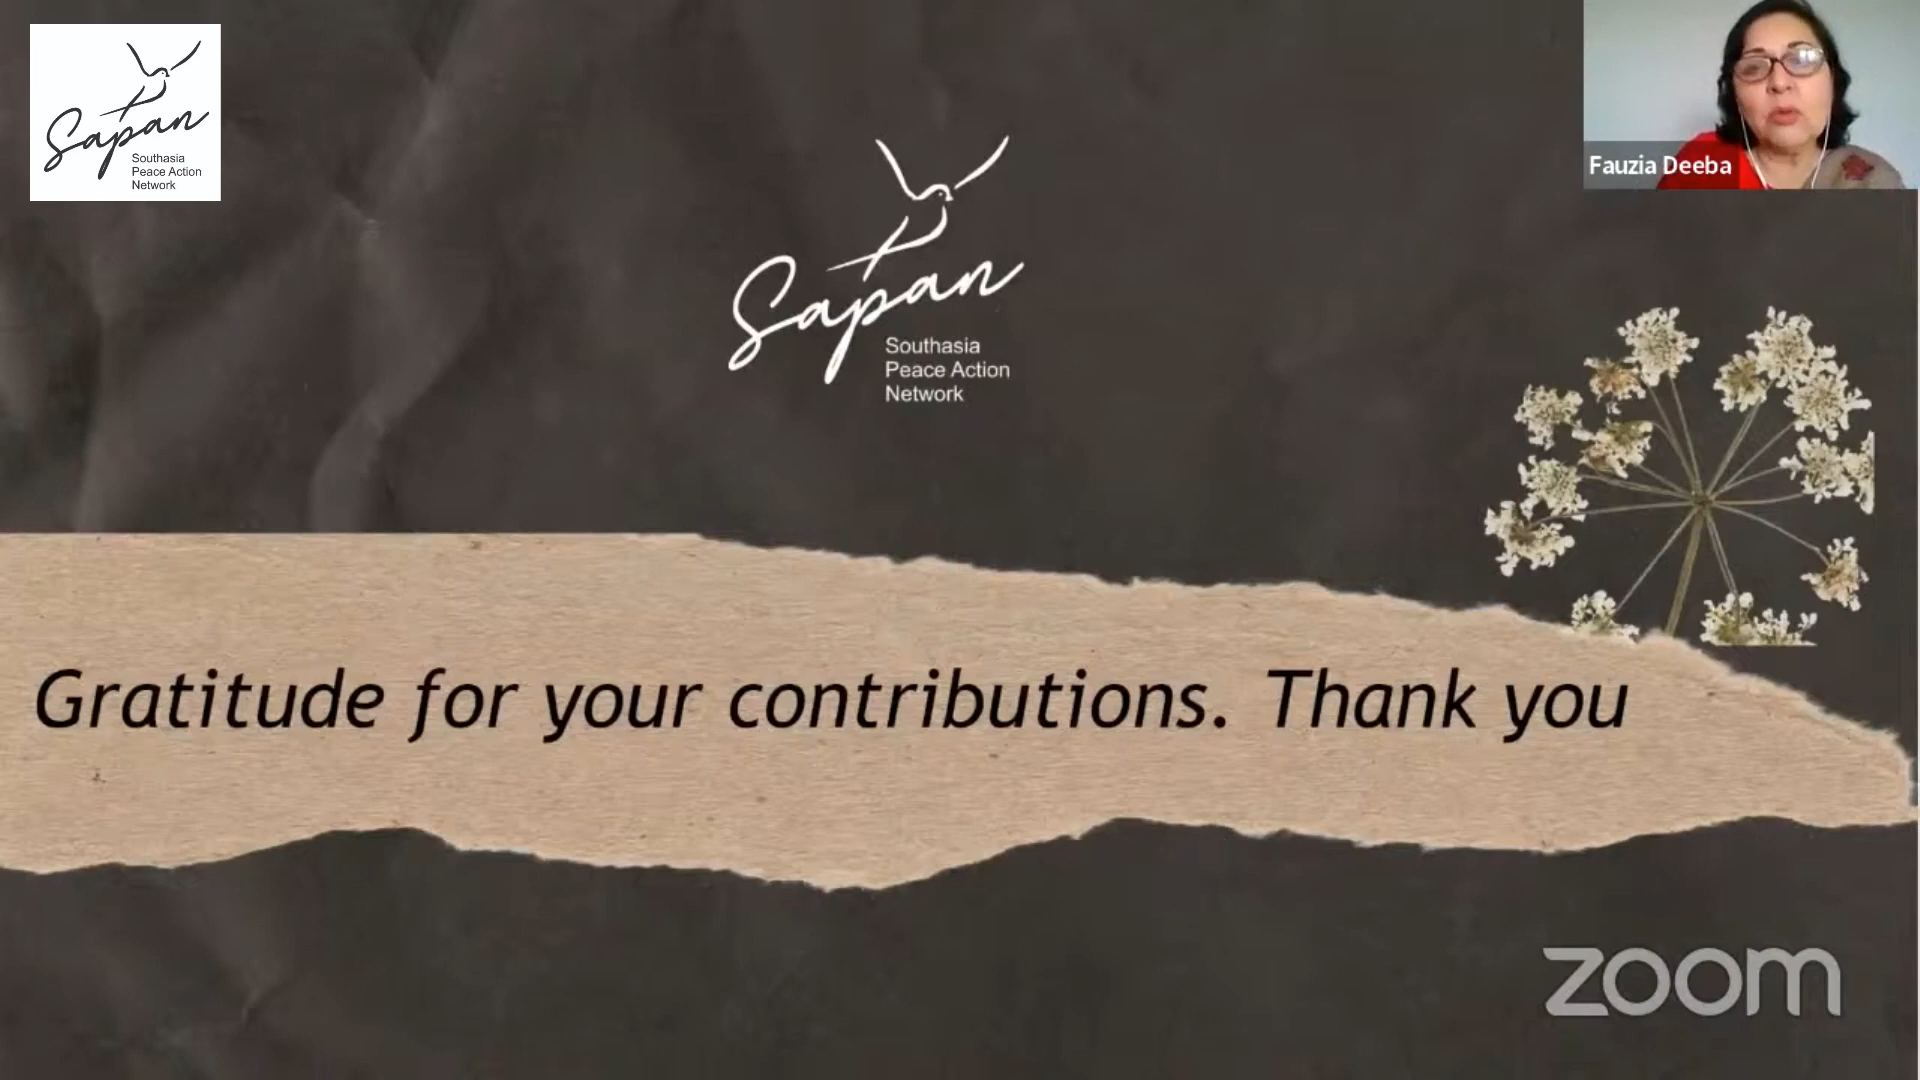 Sapan
Southasia
Peace Action
Network
Fauzia Deeba
Sapan
Southasia
Peace Action
Network
Gratitude for your contributions. Thank you
zoom